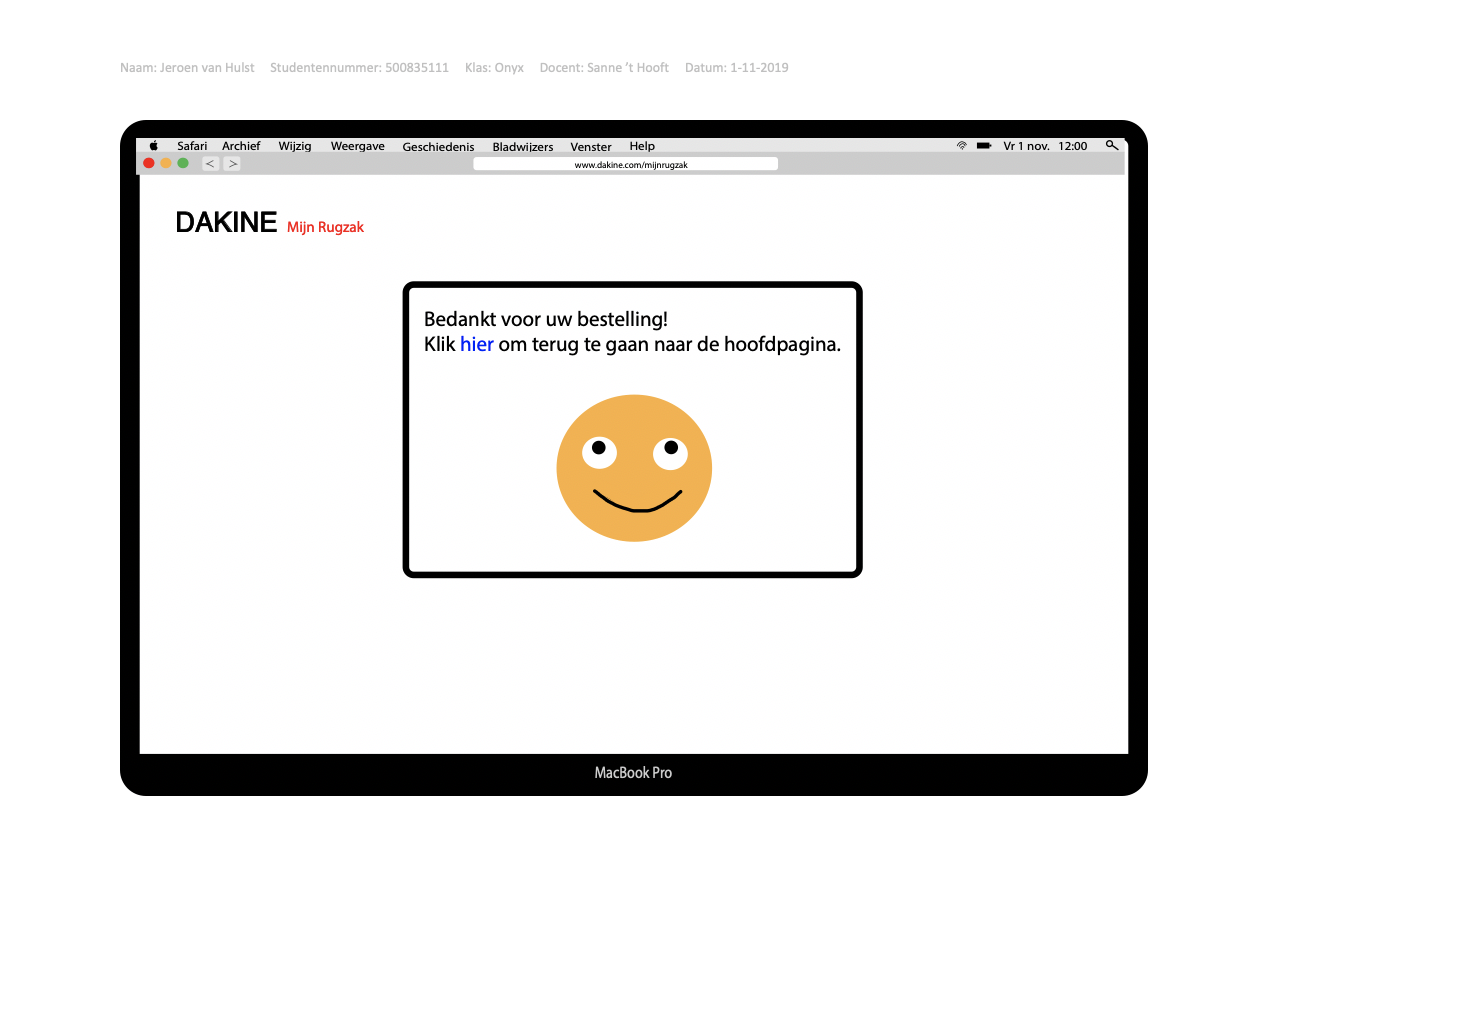 Naam: Jeroen van Hulst Studentennummer: 500835111 Klas: Onyx Docent: Sanne 't Hooft Datum: 1-11-2019
Safari Archief Wijzig Weergave Geschiedenis Bladwijzers Venster Help Vr 1 nov. 12:00
< > www.dakine.com/mijnrugzak
DAKINE Mijn Rugzak
Bedankt voor uw bestelling!
Klik hier om terug te gaan naar de hoofdpagina.
MacBook Pro